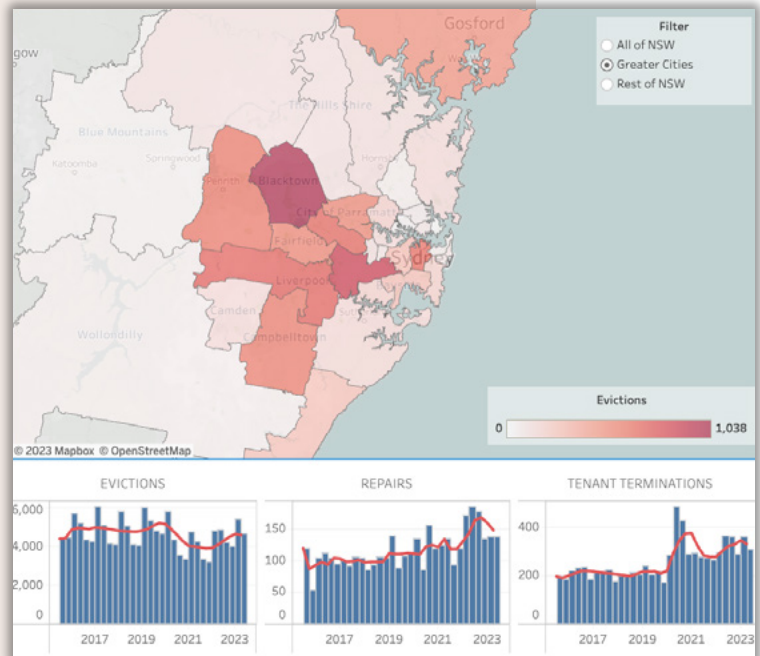 Gosford
Filter
All of NSW
Greater Cities
Rest of NSW
gow
The Hills Shire
Blue Mountains
Katoomba
Springwood
Hornsby
Penrith
Blacktown
City of Parramatta
Fairfield
Sydney
Liverpool
Camden
Campbelltown
Wollondilly
Evictions
0
1,038
© 2023 Mapbox © OpenStreetMap
EVICTIONS
REPAIRS
TENANT TERMINATIONS
6,000
4,000
2,000
0
2017 2019 2021 2023
150
100
50
0
2017 2019 2021 2023
400
200
0
2017 2019 2021 2023